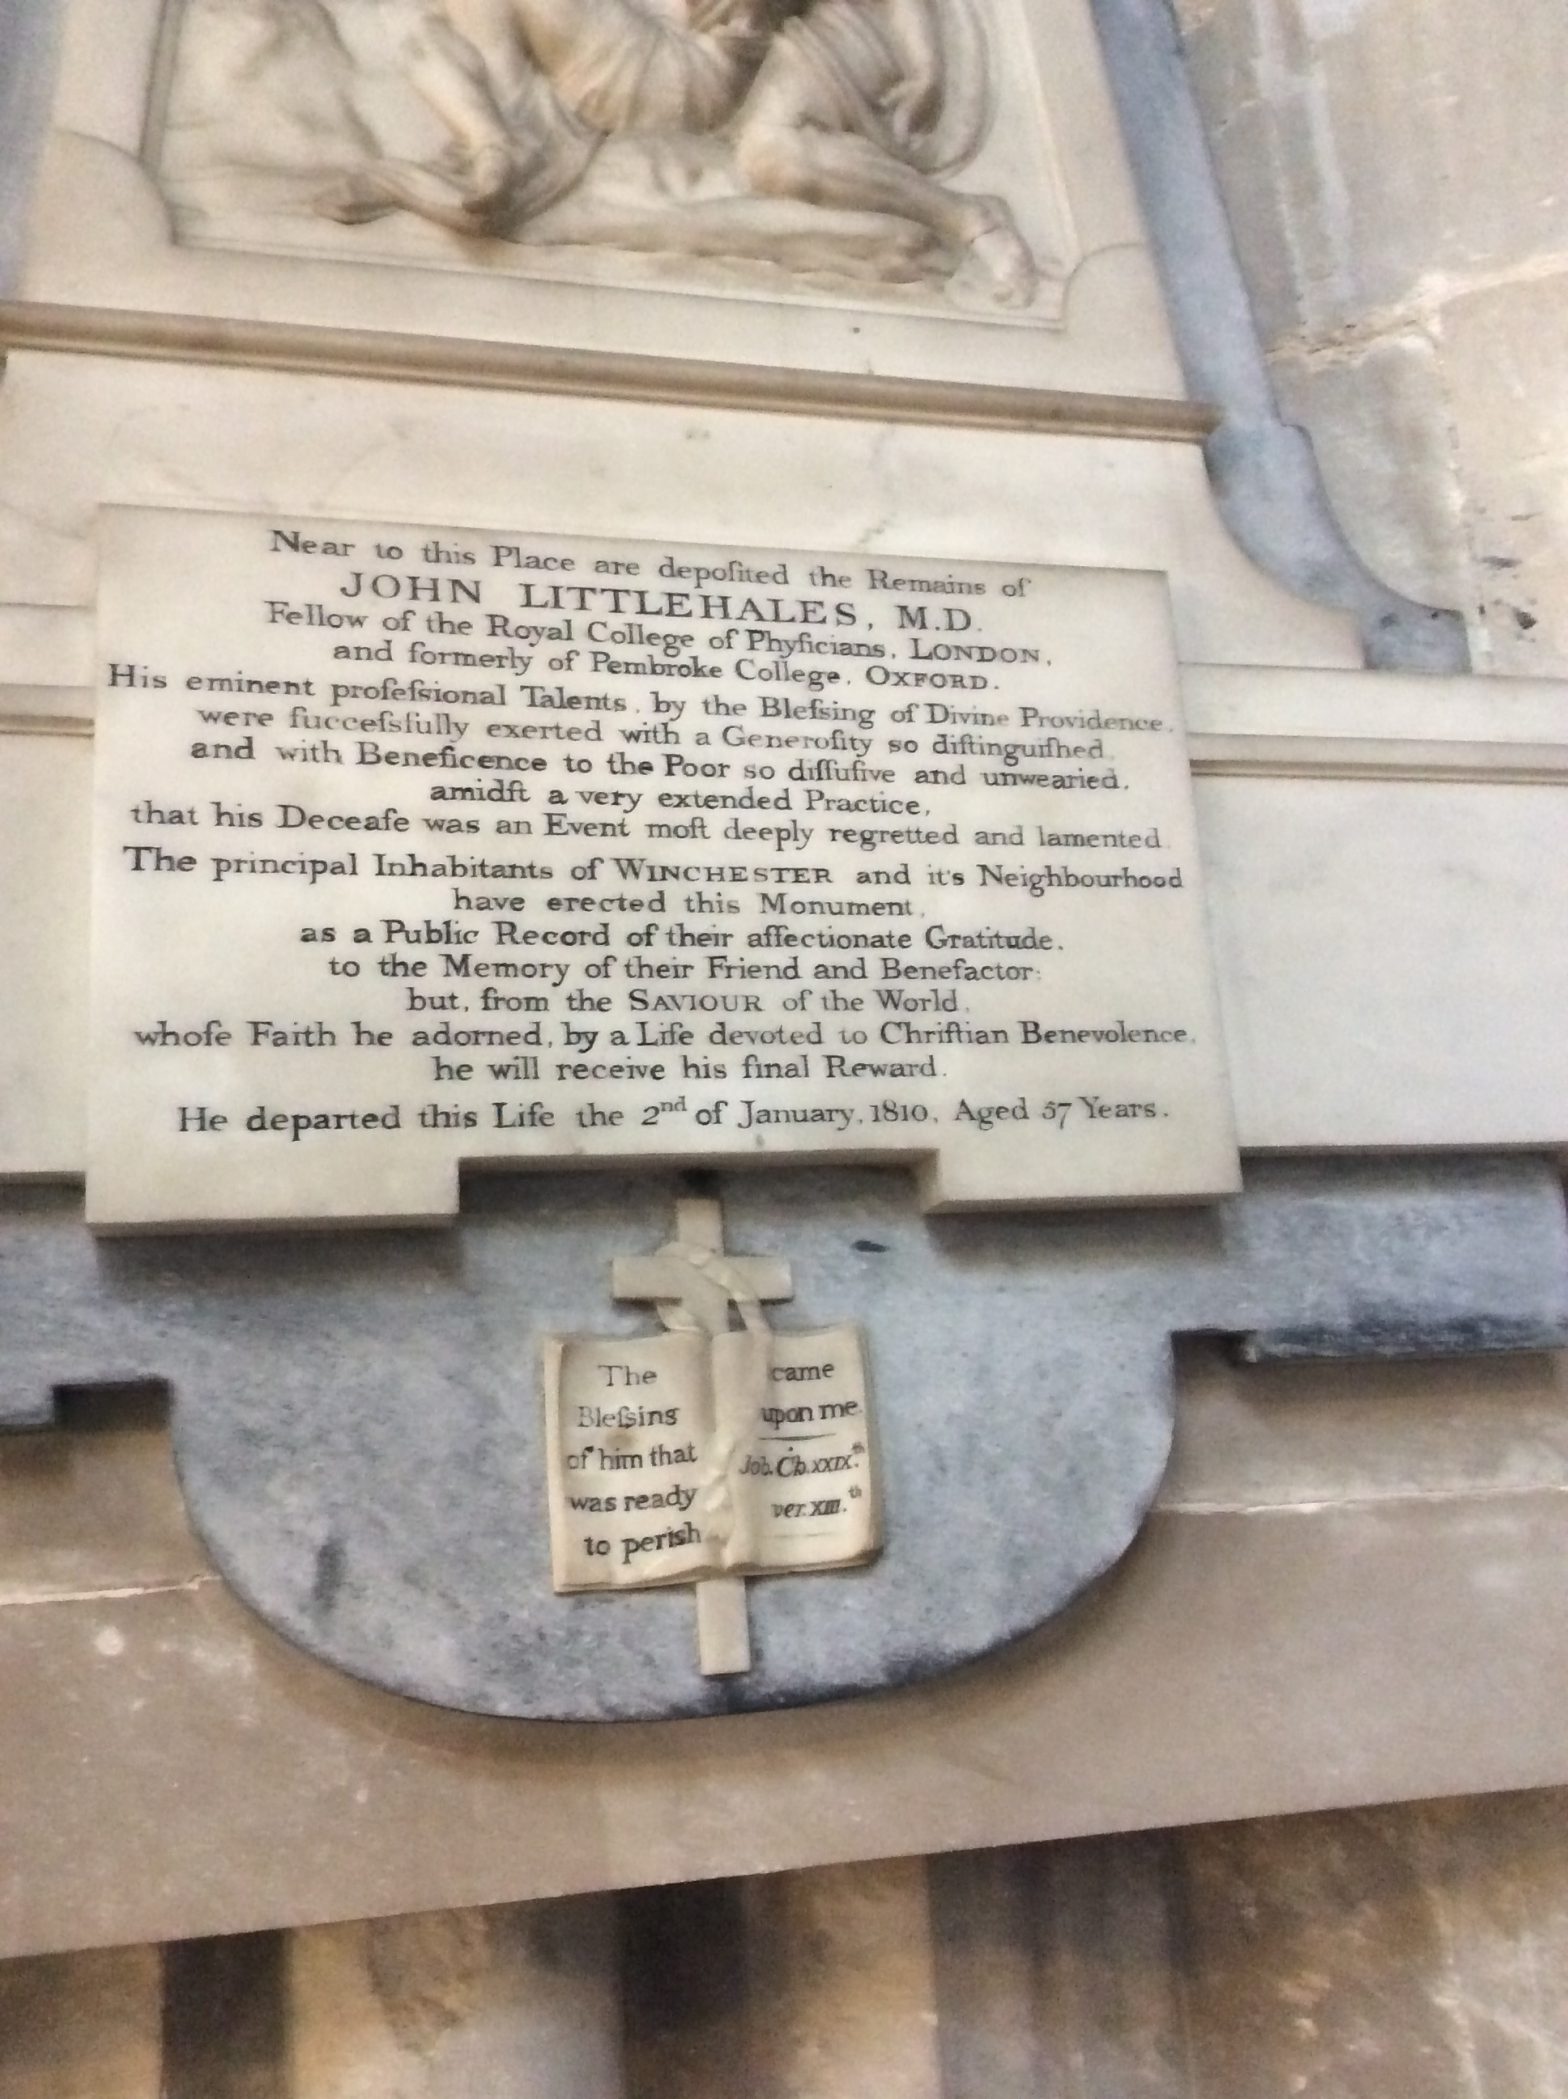 Near to this Place are depoſited the Remains of
JOHN LITTLEHALES, M.D.
Fellow of the Royal College of Phyſicians, LONDON,
and formerly of Pembroke College, OXFORD.
His eminent profeſsional Talents, by the Bleſsing of Divine Providence,
were ſucceſsfully exerted with a Generoſity so diſtinguiſhed,
and with Beneficence to the Poor so diffuſive and unwearied,
amidſt a very extended Practice,
that his Deceaſe was an Event moſt deeply regretted and lamented.
The principal Inhabitants of WINCHESTER and it's Neighbourhood
have erected this Monument,
as a Public Record of their affectionate Gratitude,
to the Memory of their Friend and Benefactor:
but, from the SAVIOUR of the World,
whoſe Faith he adorned, by a Life devoted to Chriſtian Benevolence,
he will receive his final Reward.
He departed this Life the 2nd of January, 1810, Aged 57 Years.
The
Bleſsing
of him that
was ready
to perish
came
upon me.
Job. Ch. XXIX.th
ver. XIII.th